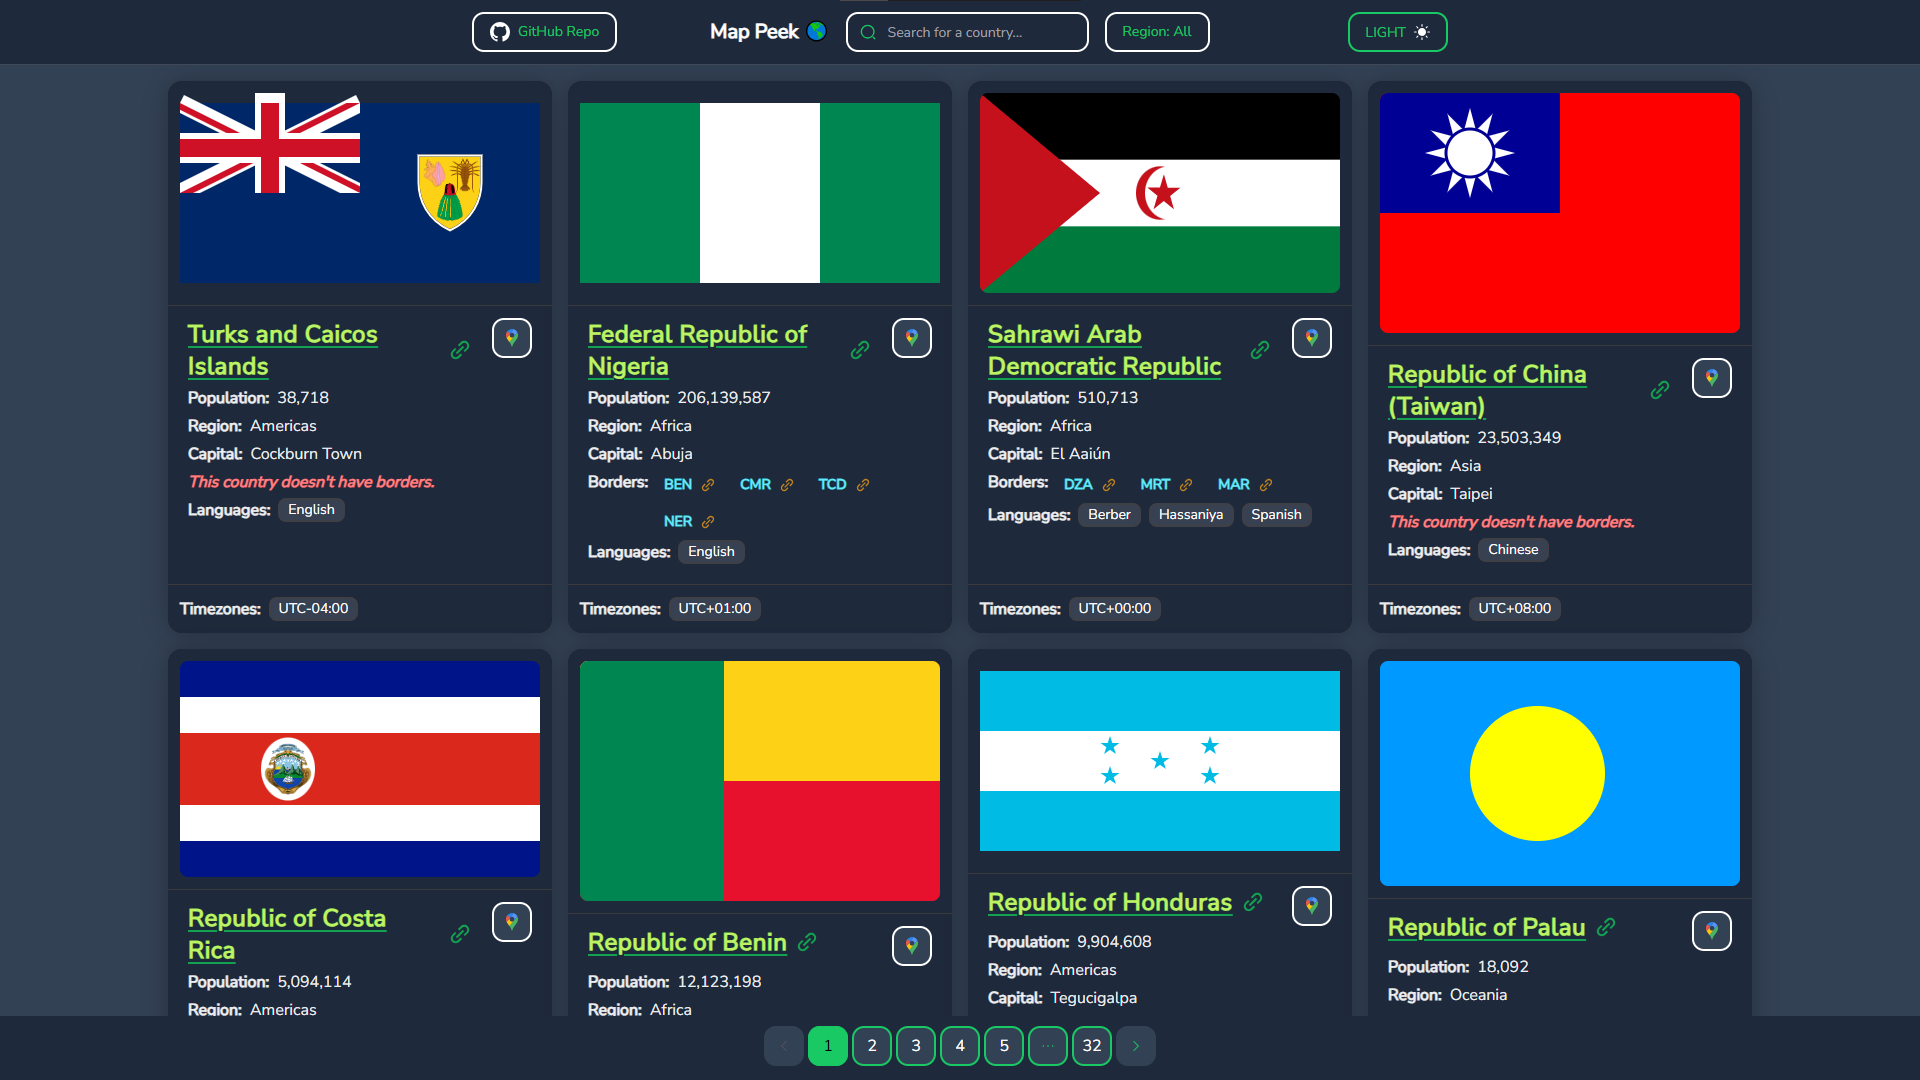 GitHub Repo
Map Peek
Search for a country...
Region: All
LIGHT
Turks and Caicos
Islands
Population: 38,718
Region: Americas
Capital: Cockburn Town
This country doesn't have borders.
Languages: English
Timezones: UTC-04:00
Federal Republic of
Nigeria
Population: 206,139,587
Region: Africa
Capital: Abuja
Borders: BEN CMR TCD
NER
Languages: English
Timezones: UTC+01:00
Sahrawi Arab
Democratic Republic
Population: 510,713
Region: Africa
Capital: El Aaiún
Borders: DZA MRT MAR
Languages: Berber Hassaniya Spanish
Timezones: UTC+00:00
Republic of China
(Taiwan)
Population: 23,503,349
Region: Asia
Capital: Taipei
This country doesn't have borders.
Languages: Chinese
Timezones: UTC+08:00
Republic of Costa
Rica
Population: 5,094,114
Region: Americas
Republic of Benin
Population: 12,123,198
Region: Africa
Republic of Honduras
Population: 9,904,608
Region: Americas
Capital: Tegucigalpa
Republic of Palau
Population: 18,092
Region: Oceania
1 2 3 4 5 ··· 32